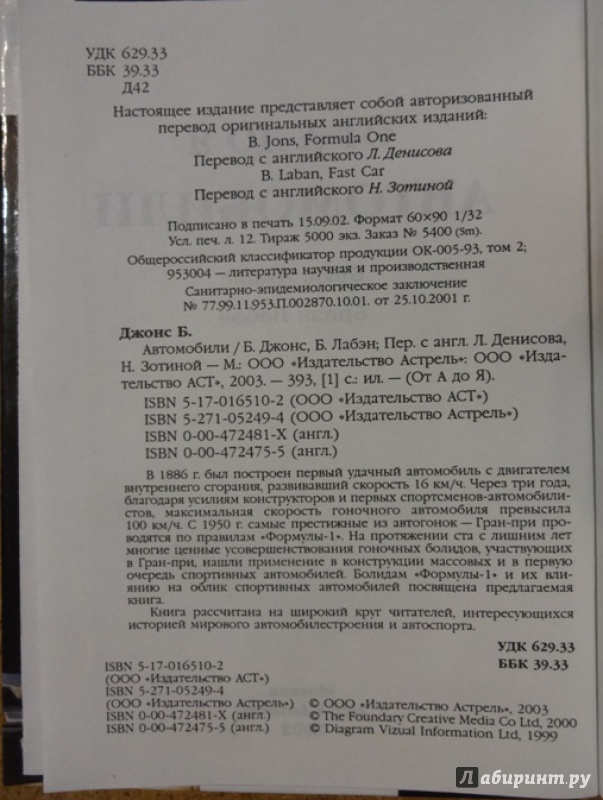 УДК 629.33
ББК 39.33
Д42
Настоящее издание представляет собой авторизованный
перевод оригинальных английских изданий:
B. Jons, Formula One
Перевод с английского Л. Денисова
B. Laban, Fast Car
Перевод с английского Н. Зотиной
Подписано в печать 15.09.02. Формат 60×90 1/32
Усл. печ. л. 12. Тираж 5000 экз. Заказ № 5400 (Sm).
Общероссийский классификатор продукции ОК-005-93, том 2;
953004 — литература научная и производственная
Санитарно-эпидемиологическое заключение
№ 77.99.11.953.П.002870.10.01. от 25.10.2001 г.
Джонс Б.
Автомобили / Б. Джонс, Б. Лабэн; Пер. с англ. Л. Денисова,
Н. Зотиной — М.: ООО «Издательство Астрель»: ООО «Изда-
тельство АСТ», 2003. — 393, [1] с.: ил. — (От А до Я).
ISBN 5-17-016510-2 (ООО «Издательство АСТ»)
ISBN 5-271-05249-4 (ООО «Издательство Астрель»)
ISBN 0-00-472481-X (англ.)
ISBN 0-00-472475-5 (англ.)
В 1886 г. был построен первый удачный автомобиль с двигателем
внутреннего сгорания, развивавший скорость 16 км/ч. Через три года,
благодаря усилиям конструкторов и первых спортсменов-автомобили-
стов, максимальная скорость гоночного автомобиля превысила
100 км/ч. С 1950 г. самые престижные из автогонок — Гран-при про-
водятся по правилам «Формулы-1». На протяжении ста с лишним лет
многие ценные усовершенствования гоночных болидов, участвующих
в Гран-при, нашли применение в конструкции массовых и в первую
очередь спортивных автомобилей. Болидам «Формулы-1» и их влия-
нию на облик спортивных автомобилей посвящена предлагаемая
книга.
Книга рассчитана на широкий круг читателей, интересующихся
историей мирового автомобилестроения и автоспорта.
УДК 629.33
ББК 39.33
ISBN 5-17-016510-2
(ООО «Издательство АСТ»)
ISBN 5-271-05249-4
(ООО «Издательство Астрель») © ООО «Издательство Астрель», 2003
ISBN 0-00-472481-X (англ.) © The Foundary Creative Media Co Ltd, 2000
ISBN 0-00-472475-5 (англ.) © Diagram Vizual Information Ltd, 1999
Лабиринт.ру